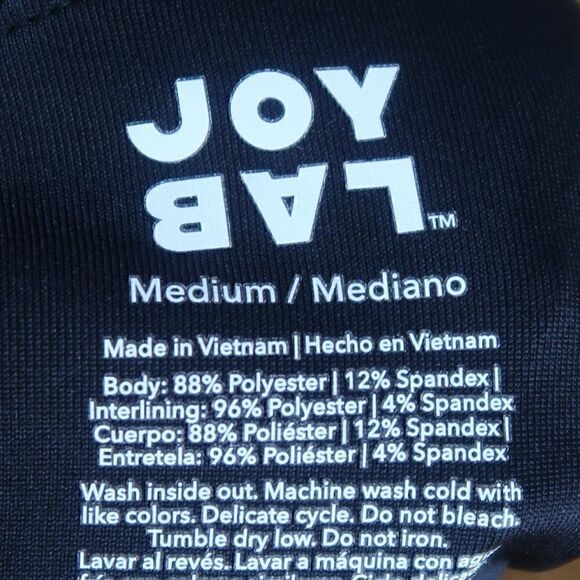 JOY
LAB™
Medium / Mediano
Made in Vietnam | Hecho en Vietnam
Body: 88% Polyester | 12% Spandex |
Interlining: 96% Polyester | 4% Spandex
Cuerpo: 88% Poliéster | 12% Spandex |
Entretela: 96% Poliéster | 4% Spandex
Wash inside out. Machine wash cold with
like colors. Delicate cycle. Do not bleach.
Tumble dry low. Do not iron.
Lavar al revés. Lavar a máquina con